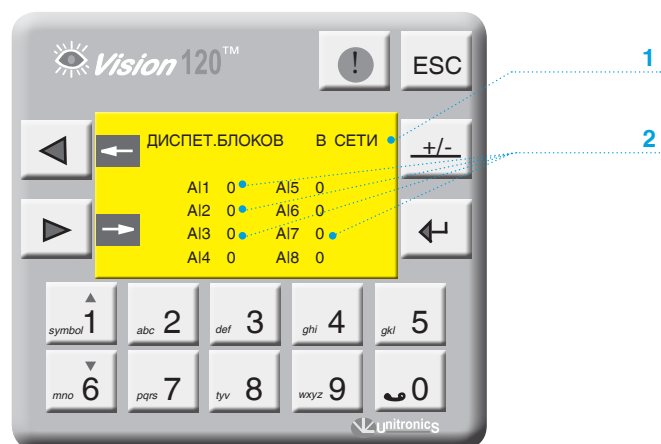 Vision 120™
!
ESC
1
ДИСПЕТ.БЛОКОВ В СЕТИ
+/-
2
AI1 0 AI5 0
AI2 0 AI6 0
AI3 0 AI7 0
AI4 0 AI8 0
symbol 1
abc 2
def 3
ghi 4
gkl 5
mno 6
pqrs 7
tyv 8
wxyz 9
0
Unitronics